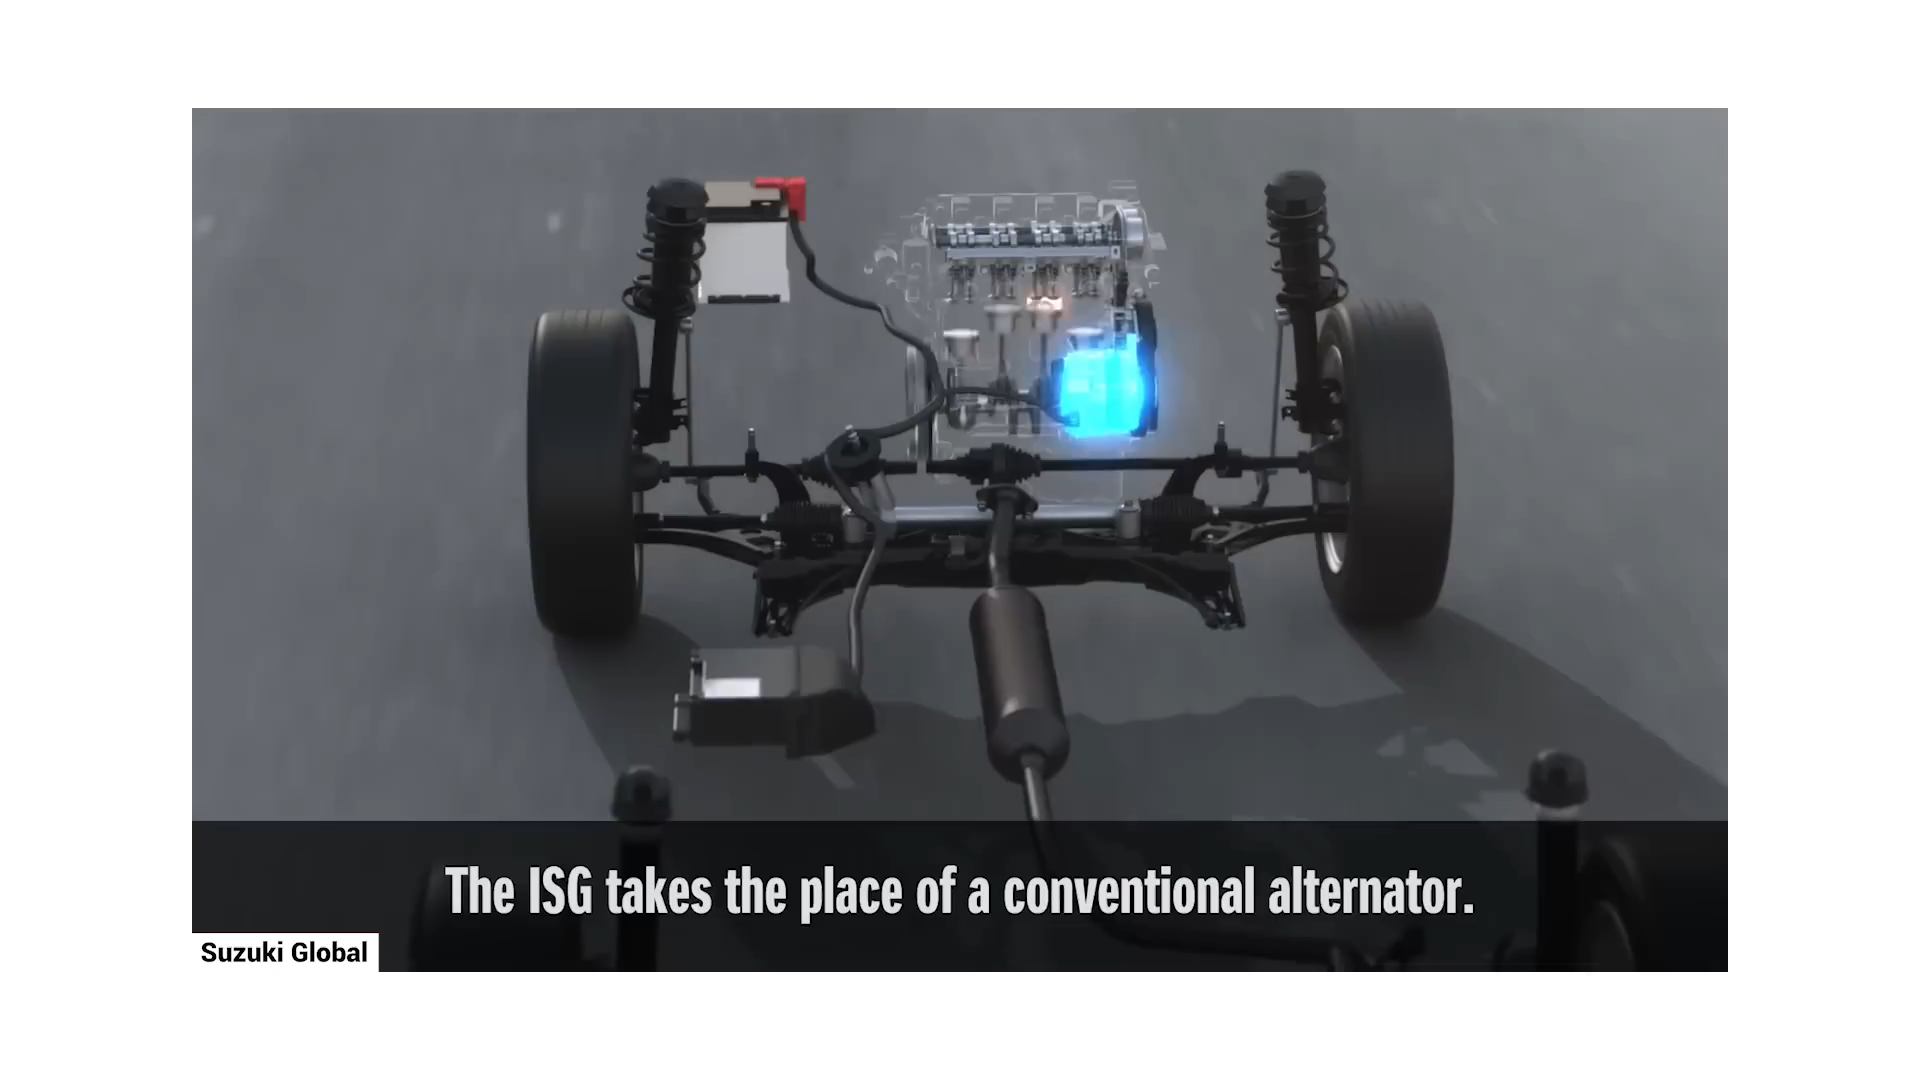 The ISG takes the place of a conventional alternator.
Suzuki Global